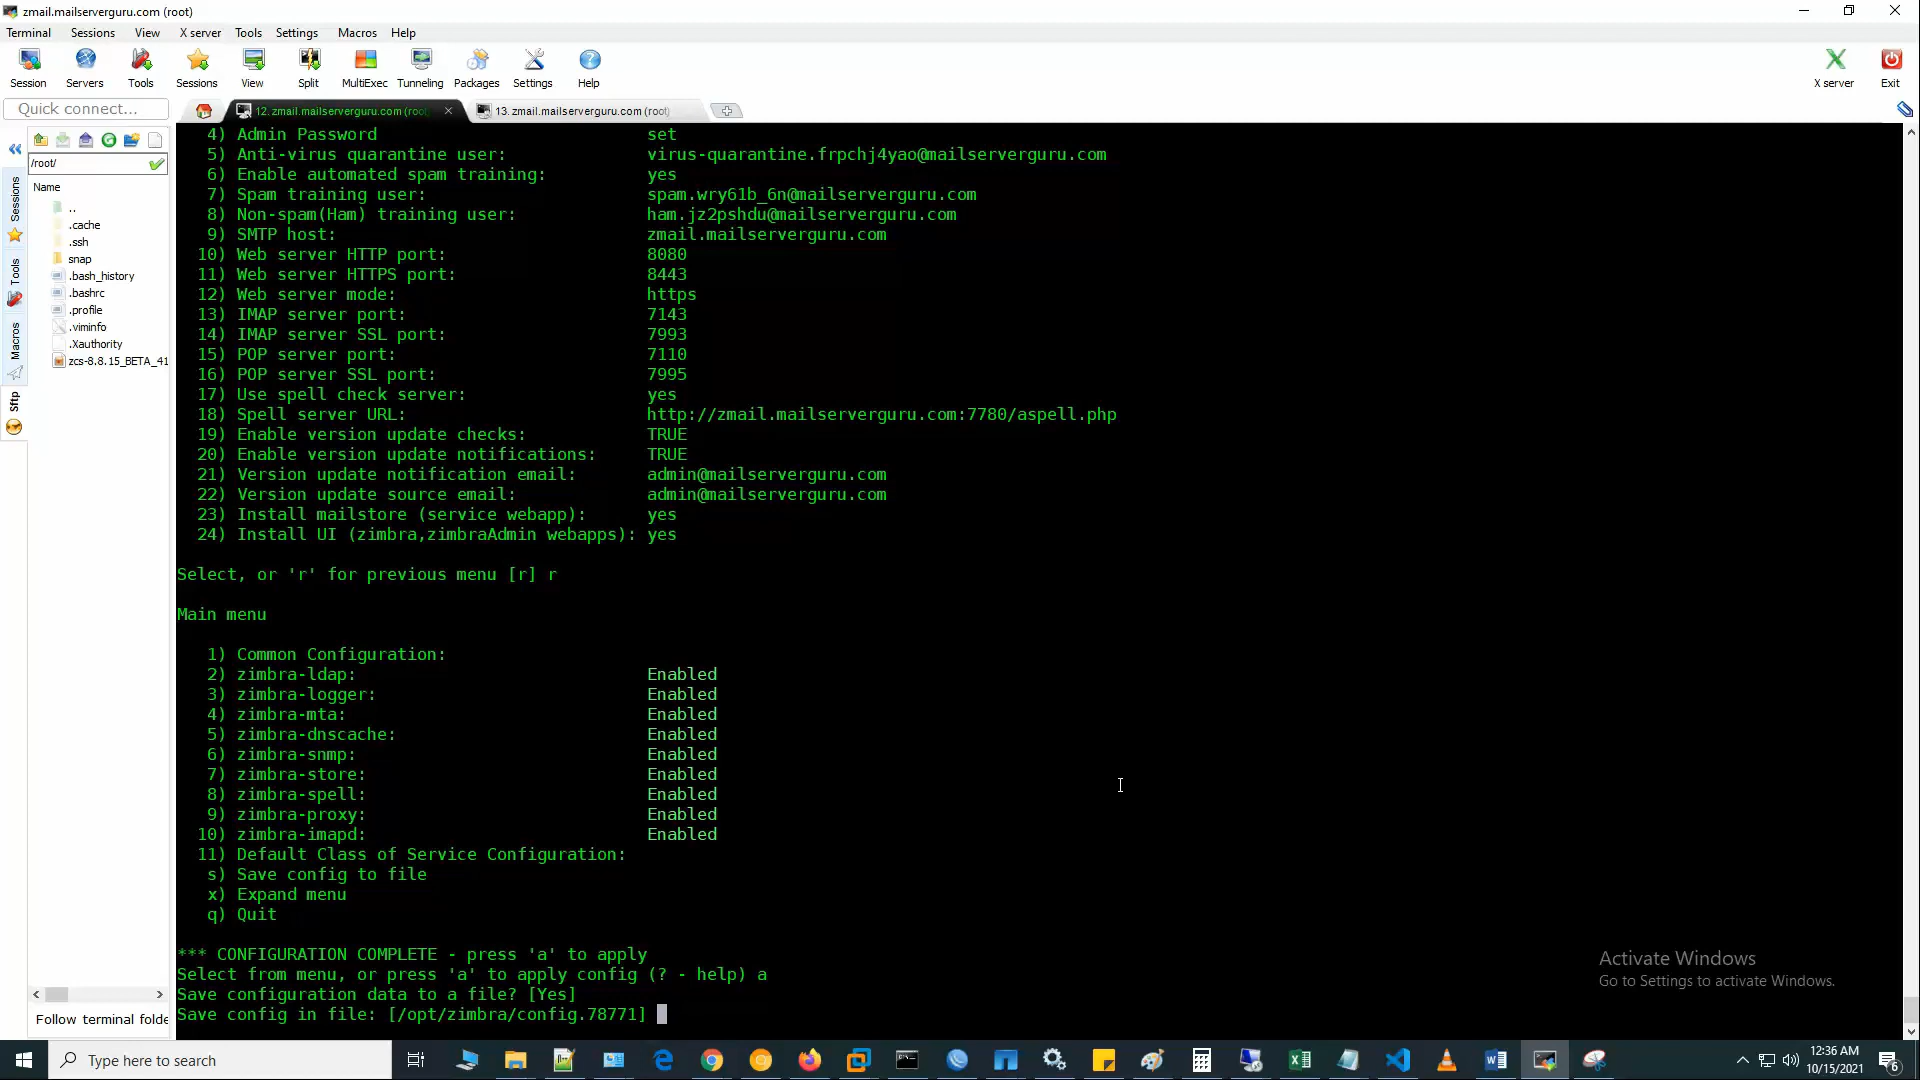 zmail.mailserverguru.com (root)
Terminal Sessions View X server Tools Settings Macros Help
Session Servers Tools Sessions View Split MultiExec Tunneling Packages Settings Help X server Exit
Quick connect...
12. zmail.mailserverguru.com (roo
13. zmail.mailserverguru.com (root)
/root/
Name
..
.cache
.ssh
snap
.bash_history
.bashrc
.profile
.viminfo
.Xauthority
zcs-8.8.15_BETA_41
Follow terminal folde
Sessions
Tools
Macros
Sftp
4) Admin Password set
5) Anti-virus quarantine user: virus-quarantine.frpchj4yao@mailserverguru.com
6) Enable automated spam training: yes
7) Spam training user: spam.wry61b_6n@mailserverguru.com
8) Non-spam(Ham) training user: ham.jz2pshdu@mailserverguru.com
9) SMTP host: zmail.mailserverguru.com
10) Web server HTTP port: 8080
11) Web server HTTPS port: 8443
12) Web server mode: https
13) IMAP server port: 7143
14) IMAP server SSL port: 7993
15) POP server port: 7110
16) POP server SSL port: 7995
17) Use spell check server: yes
18) Spell server URL: http://zmail.mailserverguru.com:7780/aspell.php
19) Enable version update checks: TRUE
20) Enable version update notifications: TRUE
21) Version update notification email: admin@mailserverguru.com
22) Version update source email: admin@mailserverguru.com
23) Install mailstore (service webapp): yes
24) Install UI (zimbra,zimbraAdmin webapps): yes
Select, or 'r' for previous menu [r] r
Main menu
1) Common Configuration:
2) zimbra-ldap: Enabled
3) zimbra-logger: Enabled
4) zimbra-mta: Enabled
5) zimbra-dnscache: Enabled
6) zimbra-snmp: Enabled
7) zimbra-store: Enabled
8) zimbra-spell: Enabled
9) zimbra-proxy: Enabled
10) zimbra-imapd: Enabled
11) Default Class of Service Configuration:
s) Save config to file
x) Expand menu
q) Quit
*** CONFIGURATION COMPLETE - press 'a' to apply
Select from menu, or press 'a' to apply config (? - help) a
Save configuration data to a file? [Yes]
Save config in file: [/opt/zimbra/config.78771]
Activate Windows
Go to Settings to activate Windows.
Type here to search
12:36 AM
10/15/2021
6